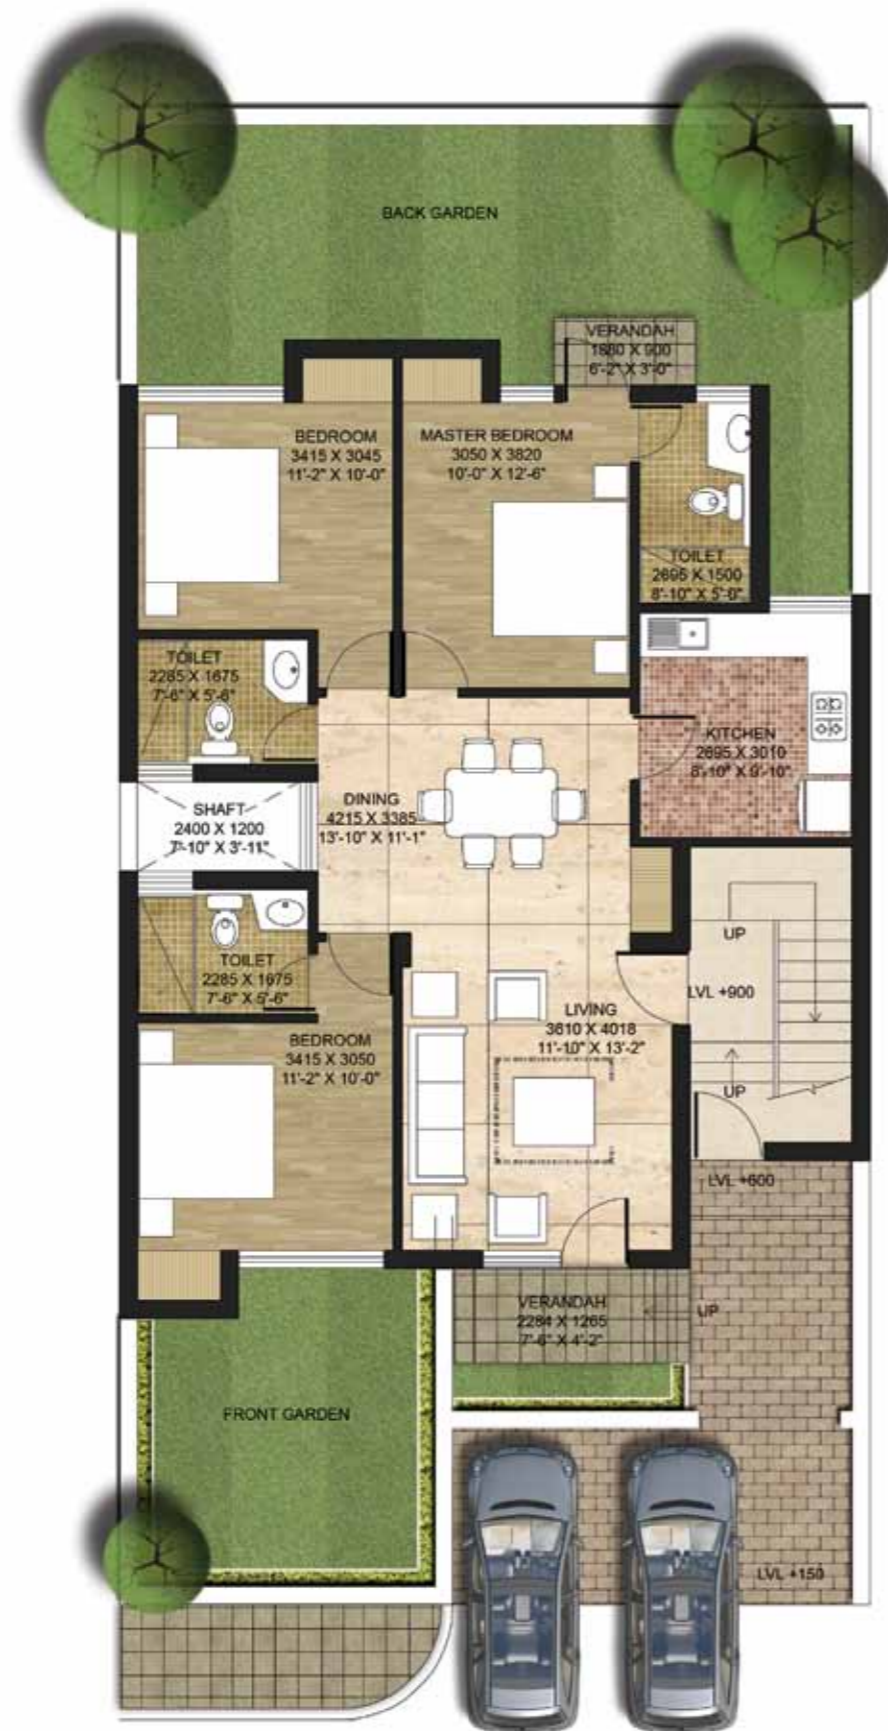 BACK GARDEN
VERANDAH
1880 X 900
6'-2" X 3'-0"
BEDROOM
3415 X 3045
11'-2" X 10'-0"
MASTER BEDROOM
3050 X 3820
10'-0" X 12'-6"
TOILET
2695 X 1500
8'-10" X 5'-0"
TOILET
2285 X 1675
7'-6" X 5'-6"
KITCHEN
2695 X 3010
8'-10" X 9'-10"
SHAFT
2400 X 1200
7'-10" X 3'-11"
DINING
4215 X 3385
13'-10" X 11'-1"
UP
TOILET
2285 X 1675
7'-6" X 5'-6"
LVL +900
LIVING
3610 X 4018
11'-10" X 13'-2"
BEDROOM
3415 X 3050
11'-2" X 10'-0"
UP
LVL +600
VERANDAH
2284 X 1265
7'-6" X 4'-2"
UP
FRONT GARDEN
LVL +150